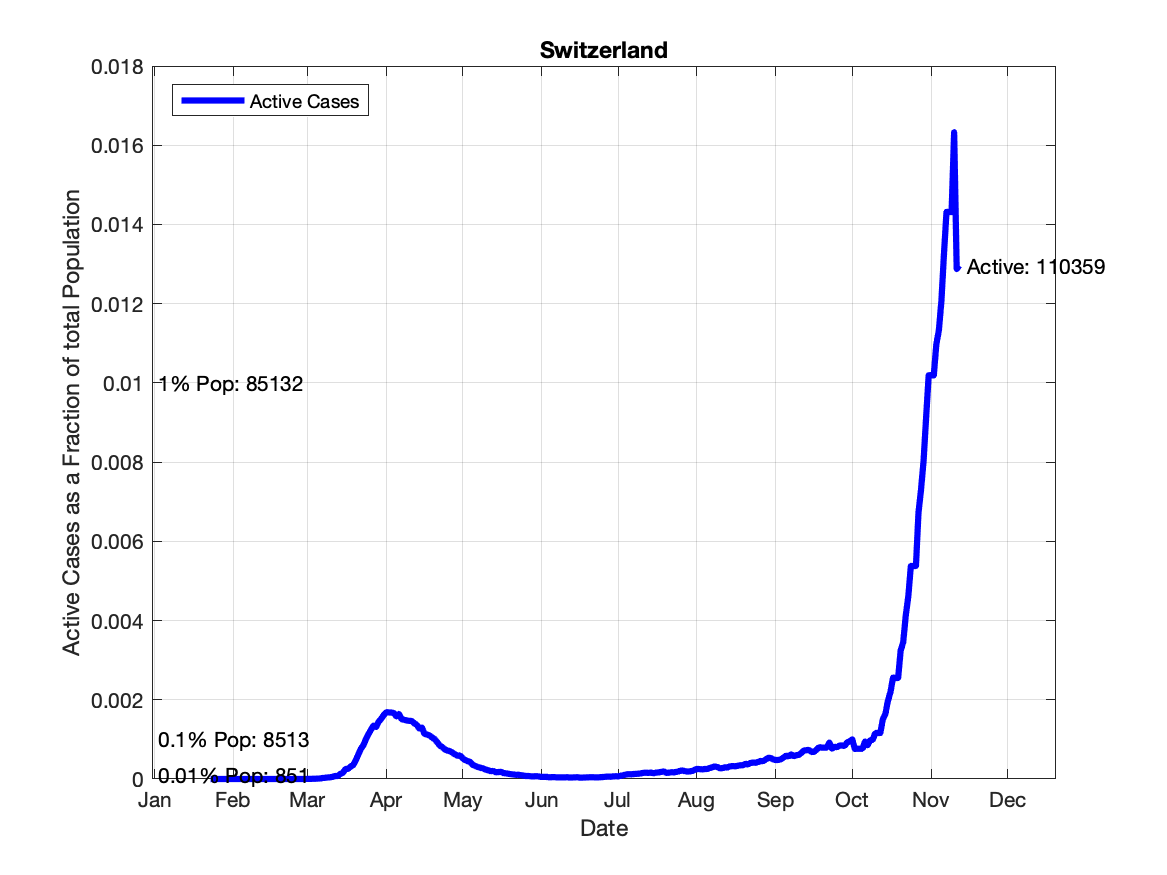 Switzerland
0.018
Active Cases
0.016
0.014
Active: 110359
0.012
0.01
1% Pop: 85132
0.008
0.006
0.004
0.002
0.1% Pop: 8513
0
0.01% Pop: 851
Jan Feb Mar Apr May Jun Jul Aug Sep Oct Nov Dec
Date
Active Cases as a Fraction of total Population